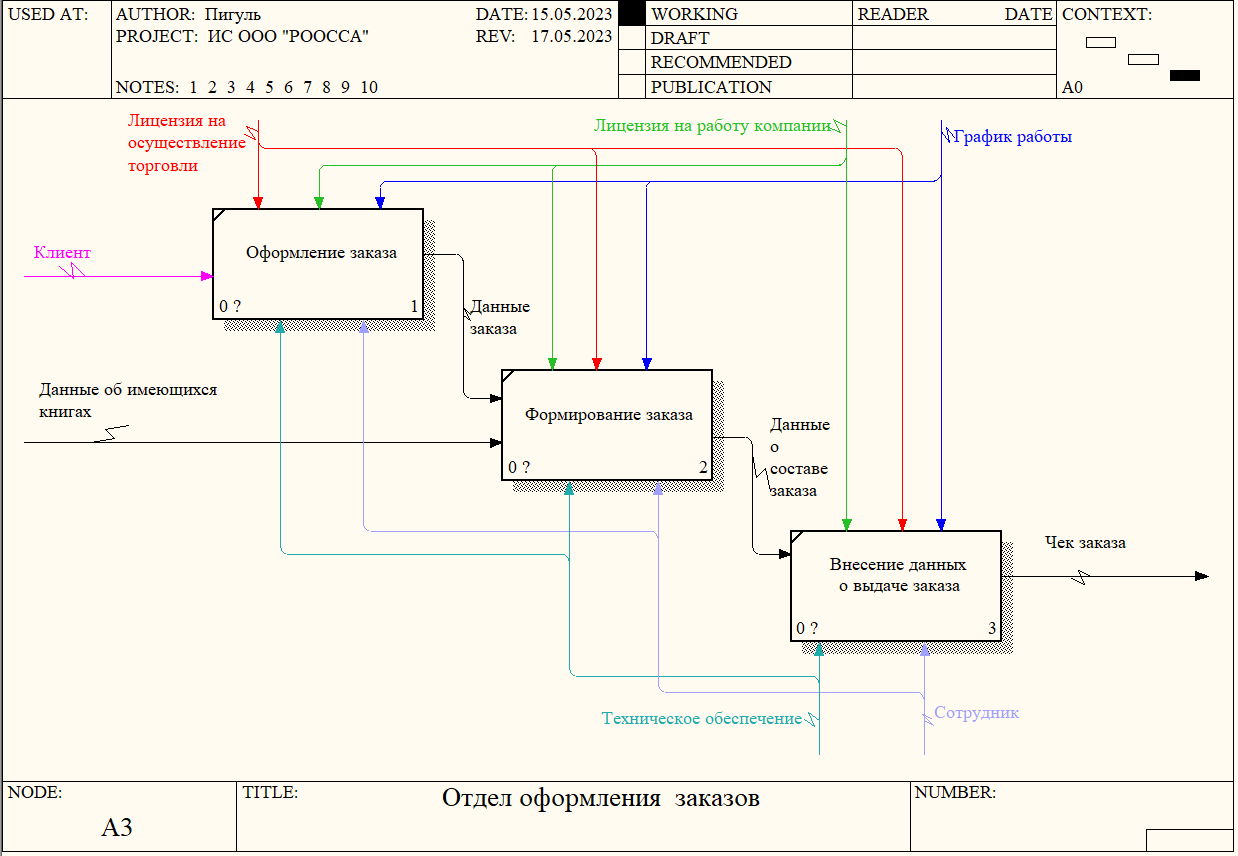 USED AT:
AUTHOR: Пигуль
DATE: 15.05.2023
PROJECT: ИС ООО "РООССА"
REV: 17.05.2023
NOTES: 1 2 3 4 5 6 7 8 9 10
WORKING
DRAFT
RECOMMENDED
PUBLICATION
READER
DATE
CONTEXT:
A0
Лицензия на
осуществление
торговли
Лицензия на работу компании
График работы
Клиент
Оформление заказа
0 ?
1
Данные
заказа
Данные об имеющихся
книгах
Формирование заказа
0 ?
2
Данные
о
составе
заказа
Внесение данных
о выдаче заказа
0 ?
3
Чек заказа
Техническое обеспечение
Сотрудник
NODE:
A3
TITLE:
Отдел оформления заказов
NUMBER: